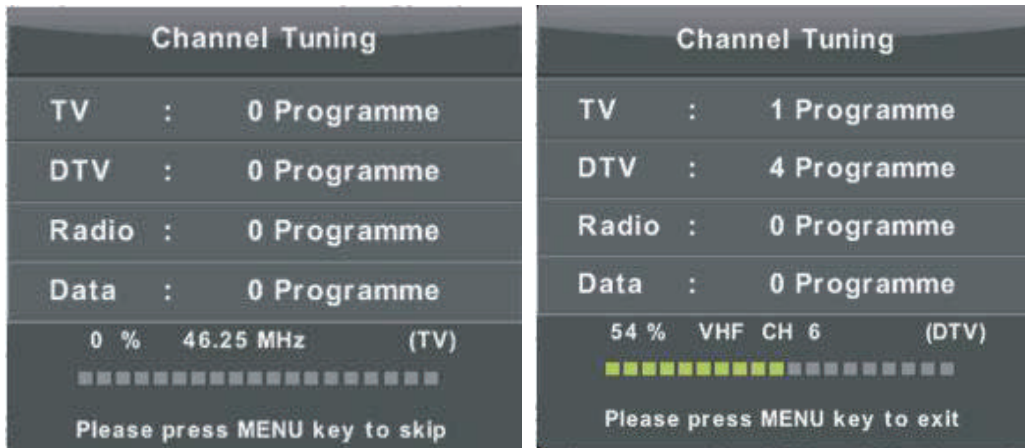 Channel Tuning
TV : 0 Programme
DTV : 0 Programme
Radio : 0 Programme
Data : 0 Programme
0 % 46.25 MHz (TV)
Please press MENU key to skip
Channel Tuning
TV : 1 Programme
DTV : 4 Programme
Radio : 0 Programme
Data : 0 Programme
54 % VHF CH 6 (DTV)
Please press MENU key to exit